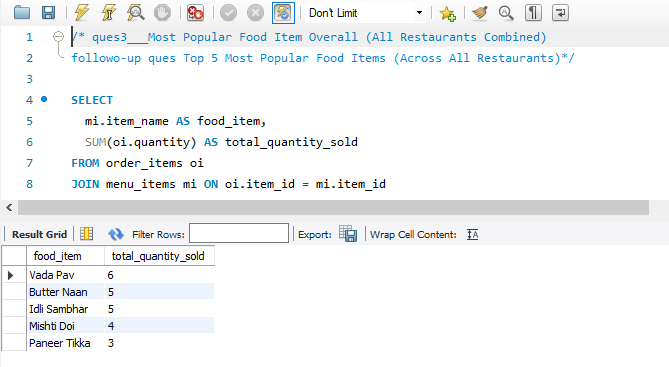 Don't Limit
1 /* ques3___Most Popular Food Item Overall (All Restaurants Combined)
2 followo-up ques Top 5 Most Popular Food Items (Across All Restaurants)*/
3
4 SELECT
5 mi.item_name AS food_item,
6 SUM(oi.quantity) AS total_quantity_sold
7 FROM order_items oi
8 JOIN menu_items mi ON oi.item_id = mi.item_id
Result Grid Filter Rows: Export: Wrap Cell Content:
food_item total_quantity_sold
Vada Pav 6
Butter Naan 5
Idli Sambhar 5
Mishti Doi 4
Paneer Tikka 3